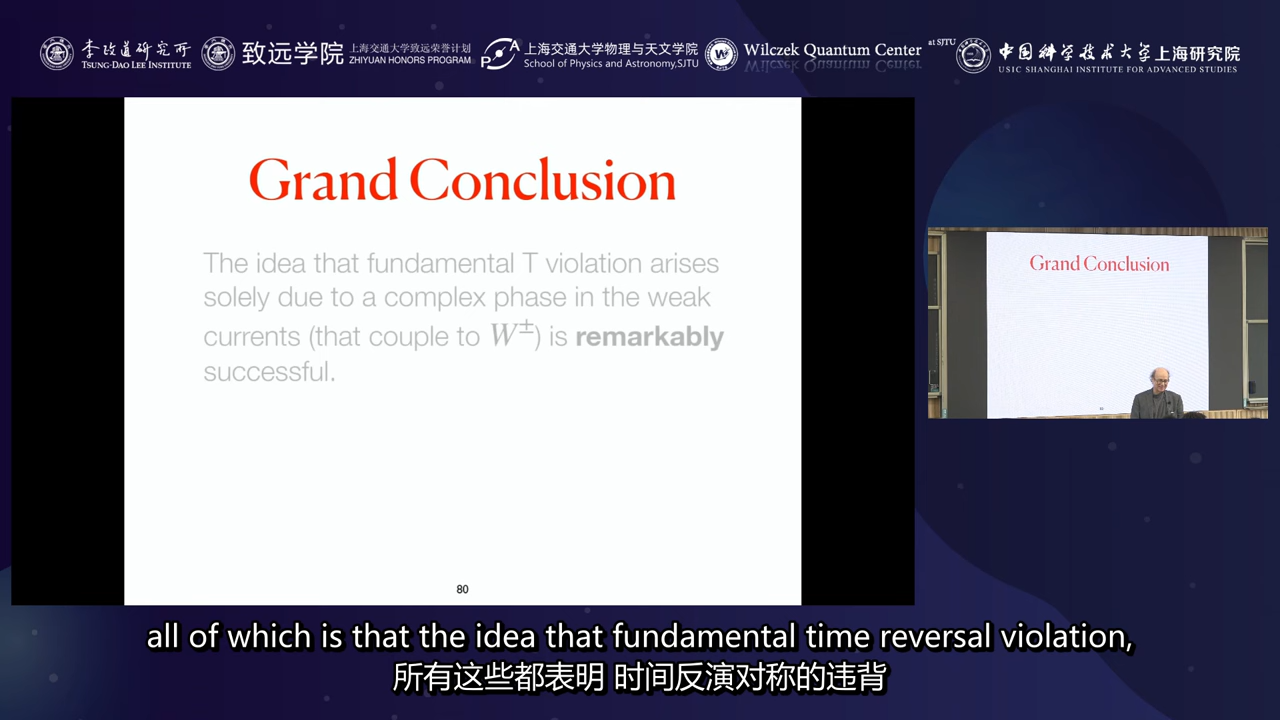 李政道研究所
TSUNG-DAO LEE INSTITUTE
致远学院
上海交通大学致远荣誉计划
ZHIYUAN HONORS PROGRAM
上海交通大学物理与天文学院
School of Physics and Astronomy,SJTU
Wilczek Quantum Center
at SJTU
中国科学技术大学上海研究院
USTC SHANGHAI INSTITUTE FOR ADVANCED STUDIES
Grand Conclusion
The idea that fundamental T violation arises
solely due to a complex phase in the weak
currents (that couple to W±) is remarkably
successful.
80
Grand Conclusion
all of which is that the idea that fundamental time reversal violation,
所有这些都表明 时间反演对称的违背